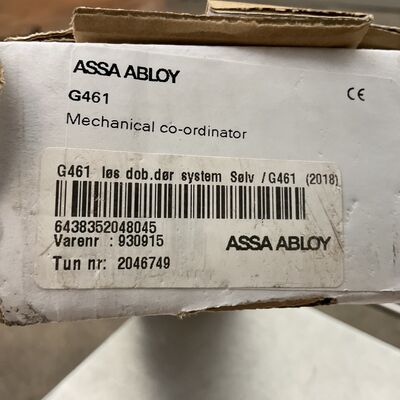 ASSA ABLOY
G461
CE
Mechanical co-ordinator
G461 løs dob.dør system Sølv /G461 (2018)
6438352048045
Varenr : 930915
ASSA ABLOY
Tun nr: 2046749